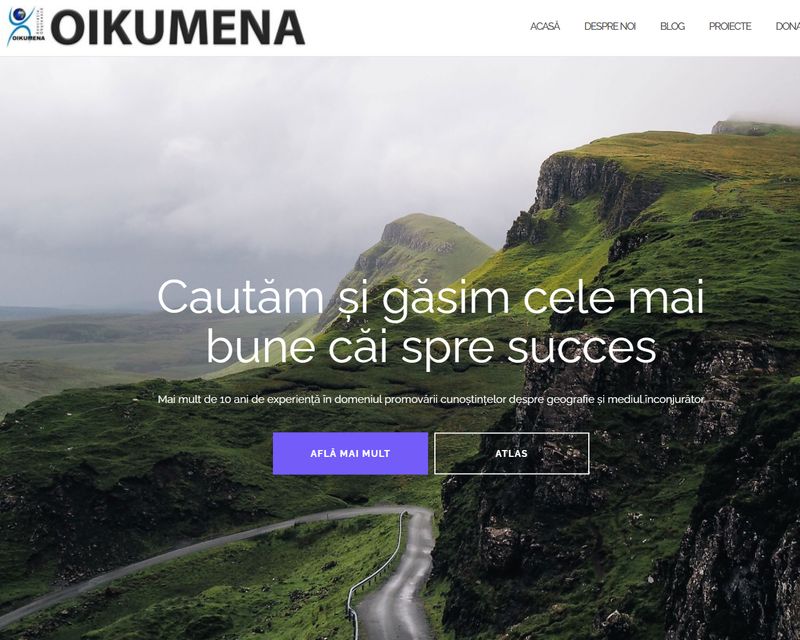 OIKUMENA
OIKUMENA
ACASĂ
DESPRE NOI
BLOG
PROIECTE
DONA
Cautăm și găsim cele mai
bune căi spre succes
Mai mult de 10 ani de experiență în domeniul promovării cunoștințelor despre geografie și mediul înconjurător
AFLĂ MAI MULT
ATLAS